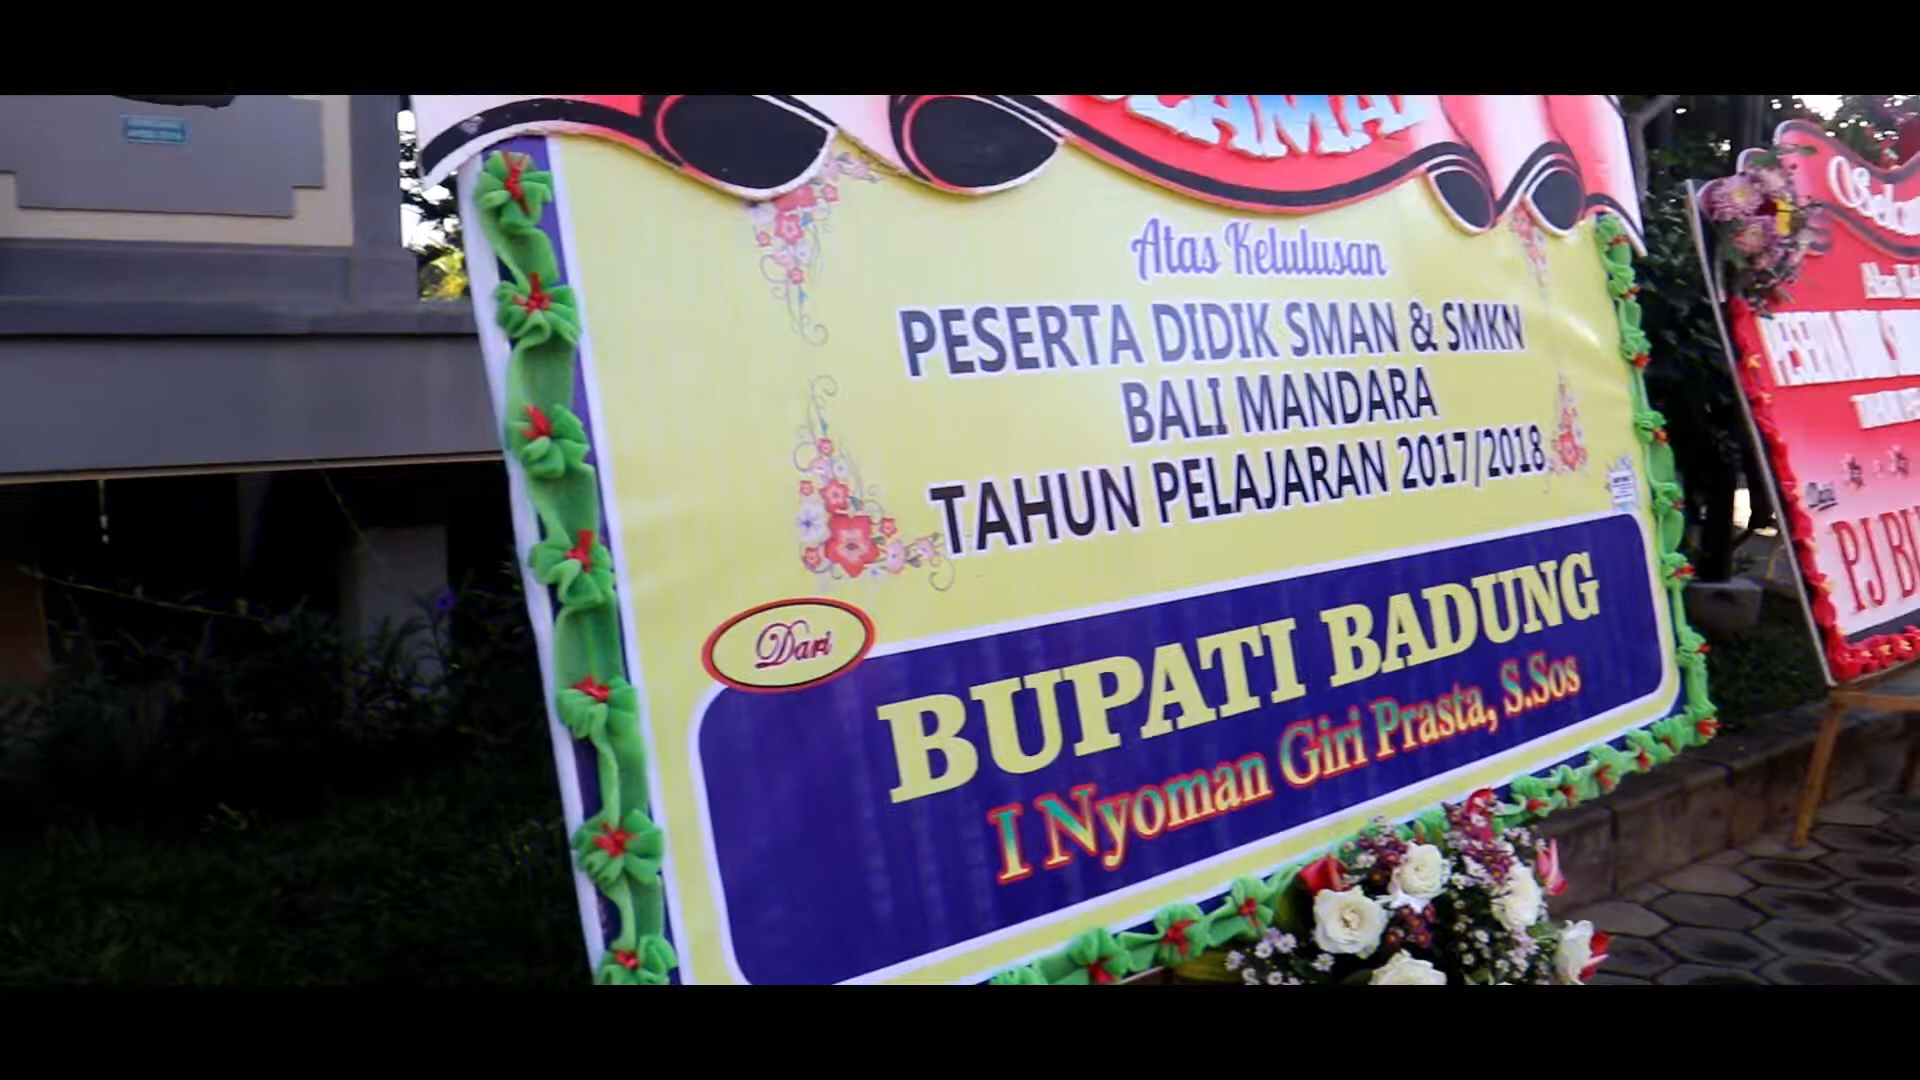 Atas Kelulusan
PESERTA DIDIK SMAN & SMKN
BALI MANDARA
TAHUN PELAJARAN 2017/2018
Dari
BUPATI BADUNG
I Nyoman Giri Prasta, S.Sos
Dari
PJ